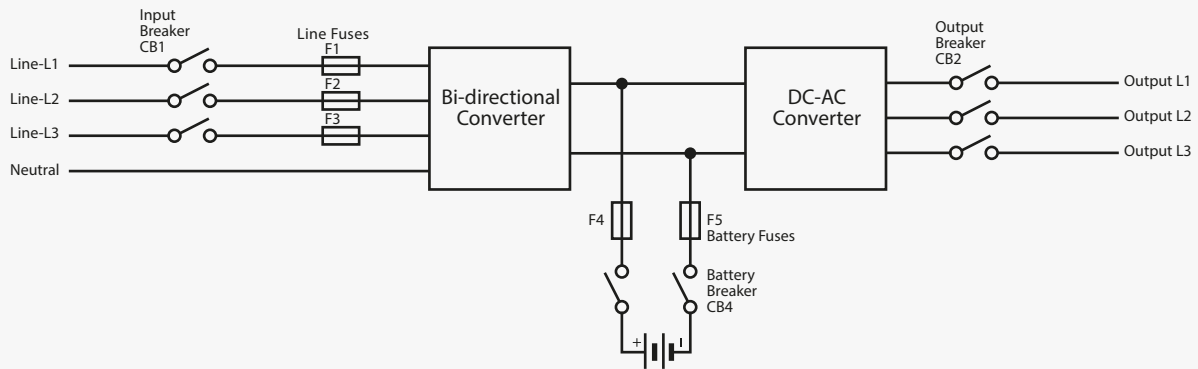 Input
Breaker
CB1
Line Fuses
F1
Line-L1
F2
Line-L2
F3
Line-L3
Neutral
Bi-directional
Converter
DC-AC
Converter
Output
Breaker
CB2
Output L1
Output L2
Output L3
F4
F5
Battery Fuses
Battery
Breaker
CB4
+